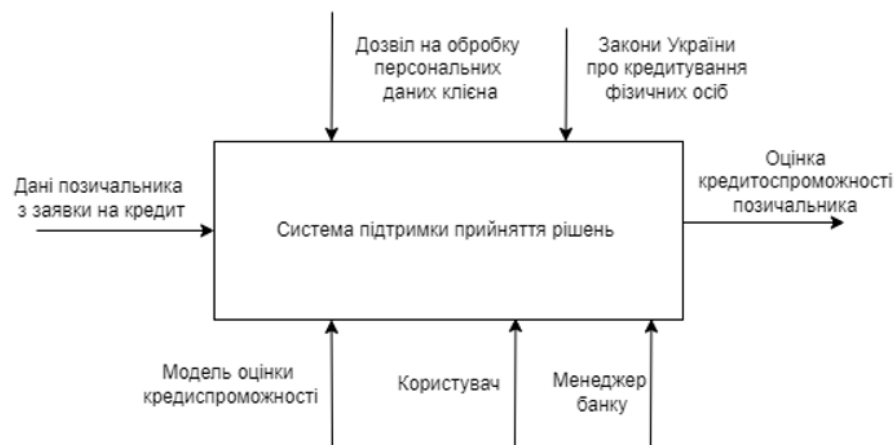 Дозвіл на обробку
персональних
даних клієна
Закони України
про кредитування
фізичних осіб
Дані позичальника
з заявки на кредит
Система підтримки прийняття рішень
Оцінка
кредитоспроможності
позичальника
Модель оцінки
кредиспроможності
Користувач
Менеджер
банку